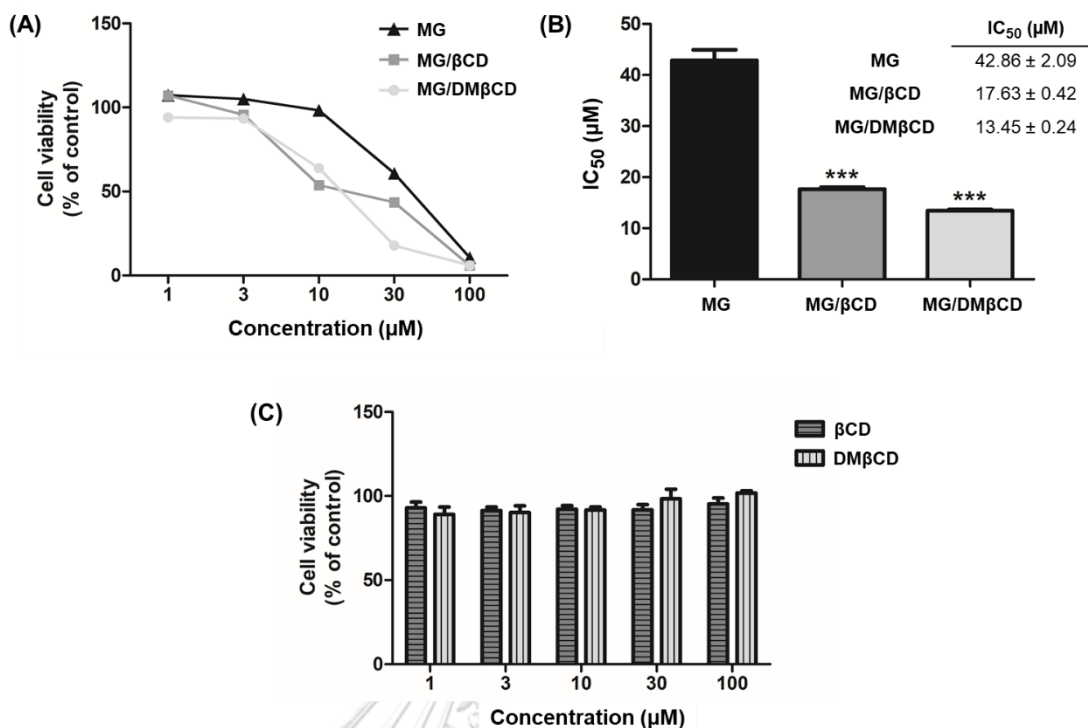 (A)
150
100
50
0
Cell viability
(% of control)
MG
MG/βCD
MG/DMβCD
1 3 10 30 100
Concentration (µM)
(B)
50
40
30
20
10
0
IC50 (µM)
IC50 (µM)
MG 42.86 ± 2.09
MG/βCD 17.63 ± 0.42
MG/DMβCD 13.45 ± 0.24
*** ***
MG MG/βCD MG/DMβCD
(C)
150
100
50
0
Cell viability
(% of control)
βCD
DMβCD
1 3 10 30 100
Concentration (µM)